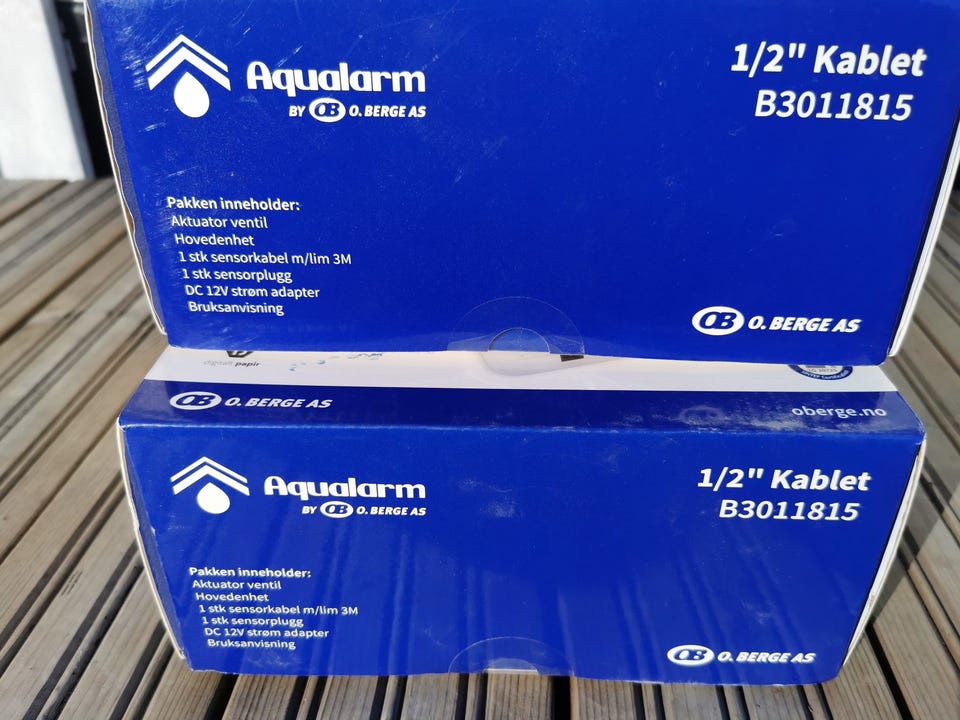 Aqualarm
BY OB O. BERGE AS
1/2" Kablet
B3011815
Pakken inneholder:
Aktuator ventil
Hovedenhet
1 stk sensorkabel m/lim 3M
1 stk sensorplugg
DC 12V strøm adapter
Bruksanvisning
OB O. BERGE AS
digitalt papir
OB O. BERGE AS
oberge.no
Aqualarm
BY OB O. BERGE AS
1/2" Kablet
B3011815
Pakken inneholder:
Aktuator ventil
Hovedenhet
1 stk sensorkabel m/lim 3M
1 stk sensorplugg
DC 12V strøm adapter
Bruksanvisning
OB O. BERGE AS